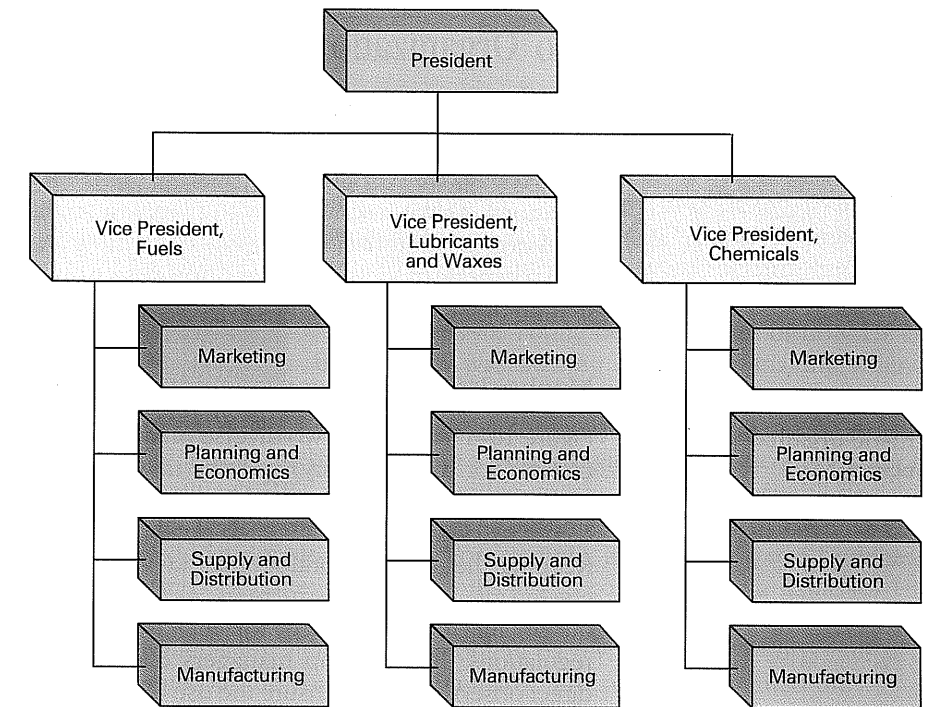 President
Vice President,
Fuels
Vice President,
Lubricants
and Waxes
Vice President,
Chemicals
Marketing
Marketing
Marketing
Planning and
Economics
Planning and
Economics
Planning and
Economics
Supply and
Distribution
Supply and
Distribution
Supply and
Distribution
Manufacturing
Manufacturing
Manufacturing